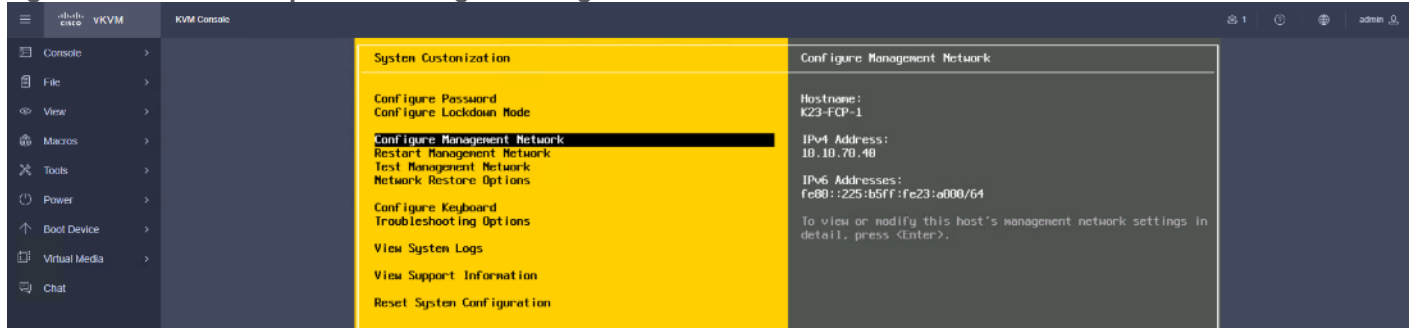 CISCO vKVM
KVM Console
1
admin
Console
File
View
Macros
Tools
Power
Boot Device
Virtual Media
Chat
System Customization
Configure Password
Configure Lockdown Mode
Configure Management Network
Restart Management Network
Test Management Network
Network Restore Options
Configure Keyboard
Troubleshooting Options
View System Logs
View Support Information
Reset System Configuration
Configure Management Network
Hostname:
K23-FCP-1
IPv4 Address:
10.10.70.40
IPv6 Addresses:
fe80::225:b5ff:fe23:a000/64
To view or modify this host's management network settings in
detail, press <Enter>.